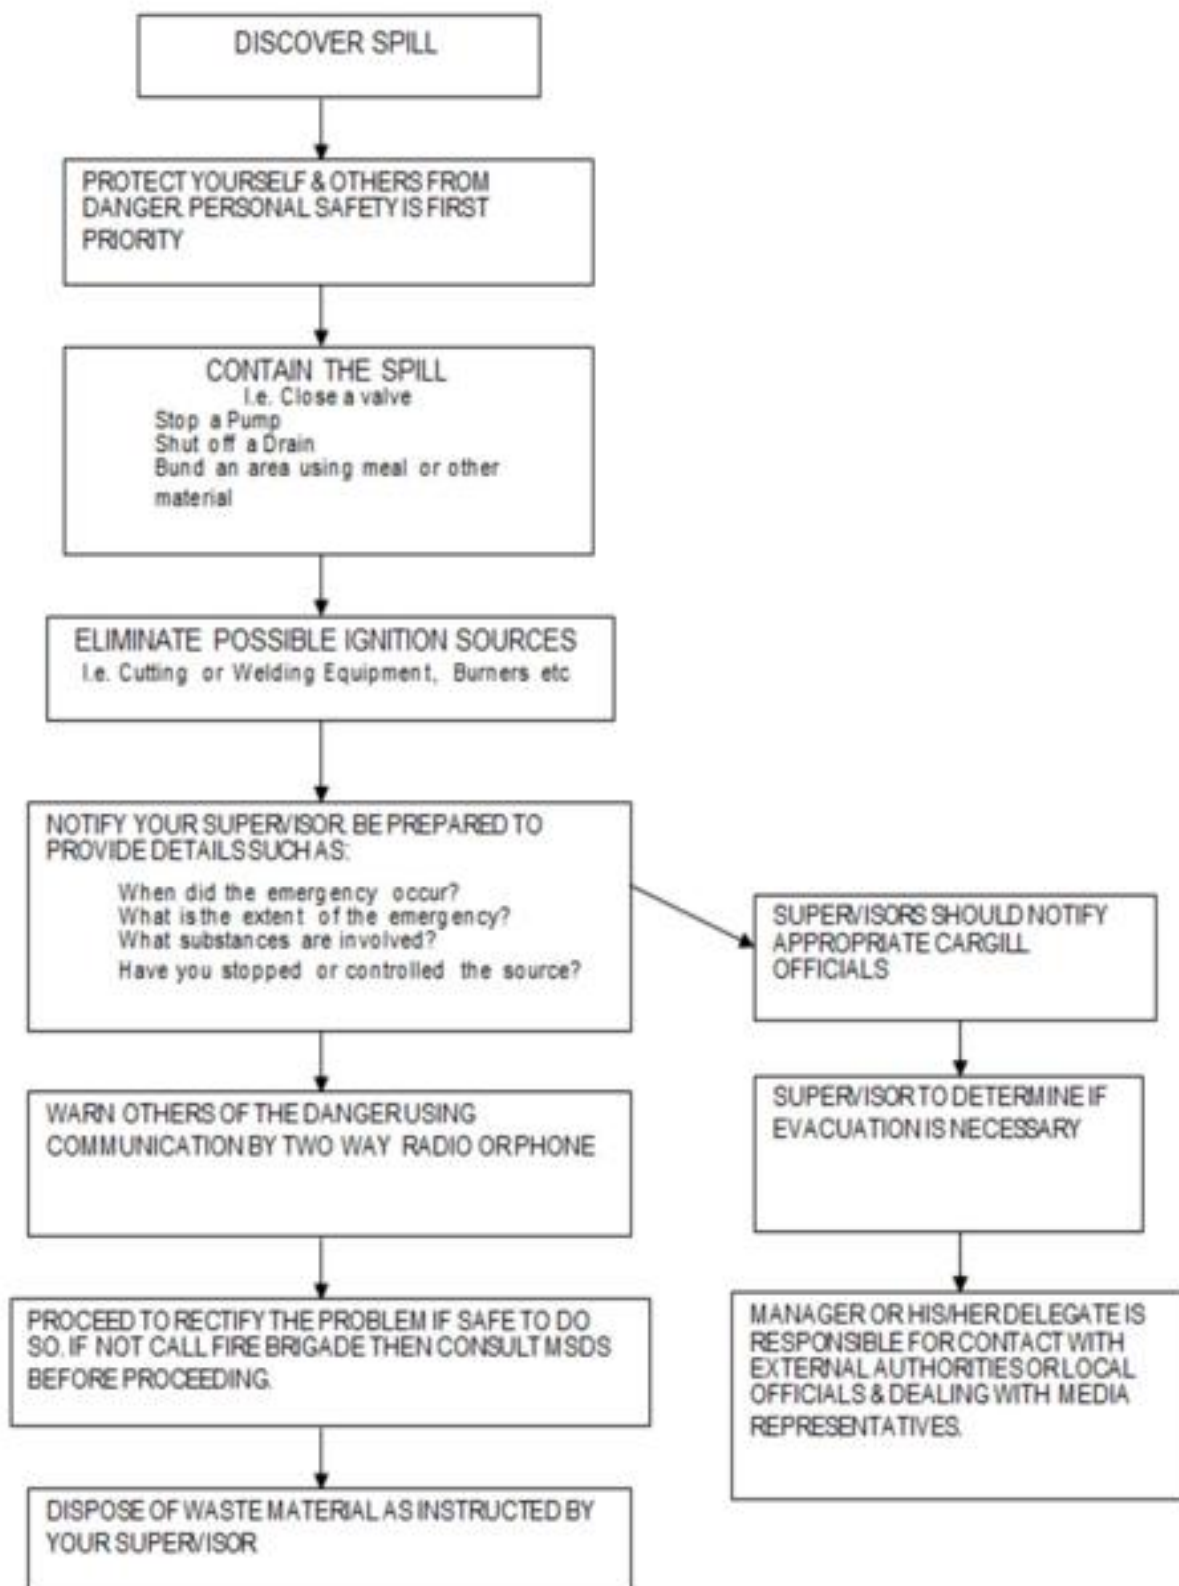 DISCOVER SPILL
PROTECT YOURSELF & OTHERS FROM
DANGER. PERSONAL SAFETY IS FIRST
PRIORITY
CONTAIN THE SPILL
I.e. Close a valve
Stop a Pump
Shut off a Drain
Bund an area using meal or other
material
ELIMINATE POSSIBLE IGNITION SOURCES
I.e. Cutting or Welding Equipment, Burners etc
NOTIFY YOUR SUPERVISOR. BE PREPARED TO
PROVIDE DETAILS SUCH AS:
When did the emergency occur?
What is the extent of the emergency?
What substances are involved?
Have you stopped or controlled the source?
SUPERVISORS SHOULD NOTIFY
APPROPRIATE CARGILL
OFFICIALS
WARN OTHERS OF THE DANGER USING
COMMUNICATION BY TWO WAY RADIO OR PHONE
SUPERVISOR TO DETERMINE IF
EVACUATION IS NECESSARY
PROCEED TO RECTIFY THE PROBLEM IF SAFE TO DO
SO. IF NOT CALL FIRE BRIGADE THEN CONSULT MSDS
BEFORE PROCEEDING.
MANAGER OR HIS/HER DELEGATE IS
RESPONSIBLE FOR CONTACT WITH
EXTERNAL AUTHORITIES OR LOCAL
OFFICIALS & DEALING WITH MEDIA
REPRESENTATIVES.
DISPOSE OF WASTE MATERIAL AS INSTRUCTED BY
YOUR SUPERVISOR